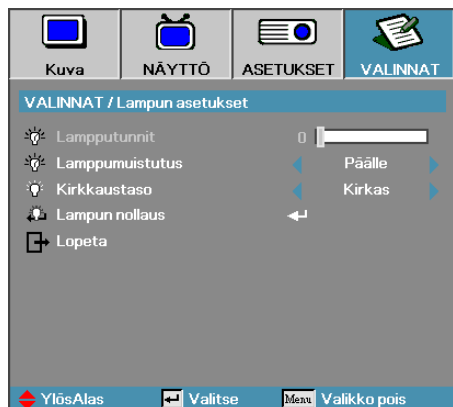 Kuva NÄYTTÖ ASETUKSET VALINNAT
VALINNAT / Lampun asetukset
Lampputunnit 0
Lamppumuistutus Päälle
Kirkkaustaso Kirkas
Lampun nollaus
Lopeta
YlösAlas Valitse Menu Valikko pois